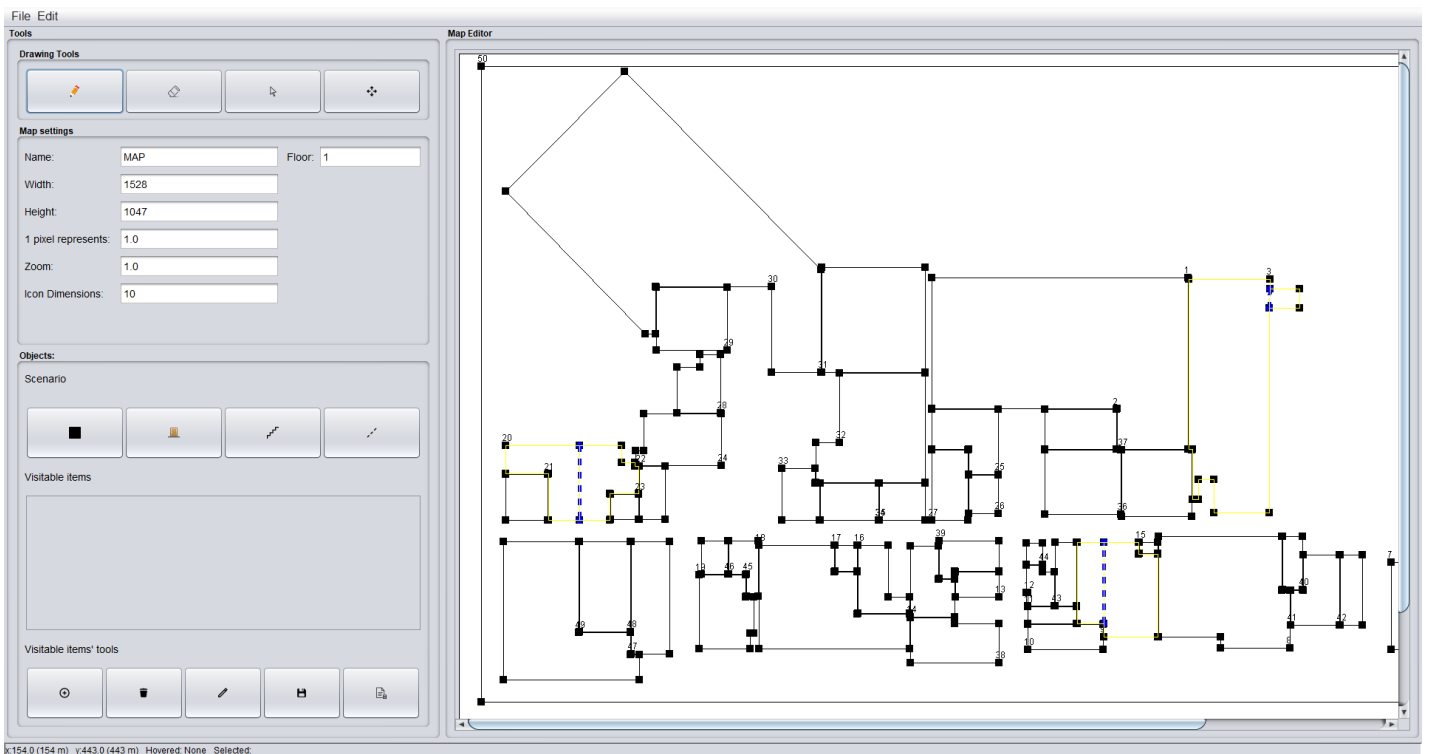 File Edit
Tools
Map Editor
Drawing Tools
Map settings
Name: MAP Floor: 1
Width: 1528
Height: 1047
1 pixel represents: 1.0
Zoom: 1.0
Icon Dimensions: 10
Objects:
Scenario
Visitable items
Visitable items' tools
50
1 3
30
31 29
28 2
20 32 37
21 22 24 33 25
23 26
27 36
18 17 16 39 15 7
19 46 45 44 40
12 13
43
14 41 42
49 48
47 38 10 8
x:154.0 (154 m) y:443.0 (443 m) Hovered: None Selected: